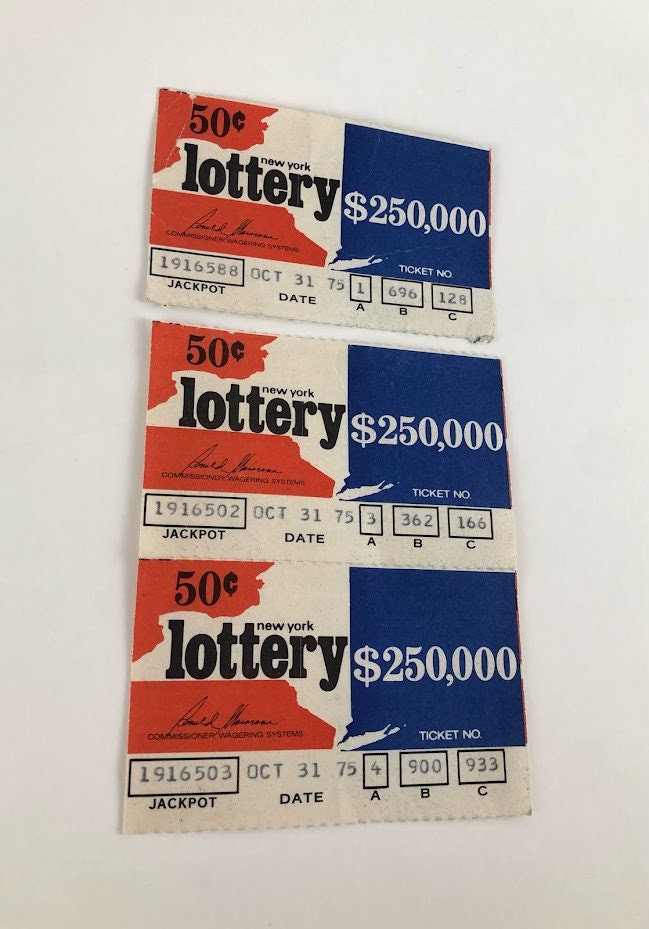 50¢
new york
lottery
$250,000
COMMISSIONER WAGERING SYSTEMS
TICKET NO.
1916588 OCT 31 75 1 696 128
JACKPOT DATE A B C
50¢
new york
lottery
$250,000
COMMISSIONER WAGERING SYSTEMS
TICKET NO.
1916502 OCT 31 75 3 362 166
JACKPOT DATE A B C
50¢
new york
lottery
$250,000
COMMISSIONER WAGERING SYSTEMS
TICKET NO.
1916503 OCT 31 75 4 900 933
JACKPOT DATE A B C